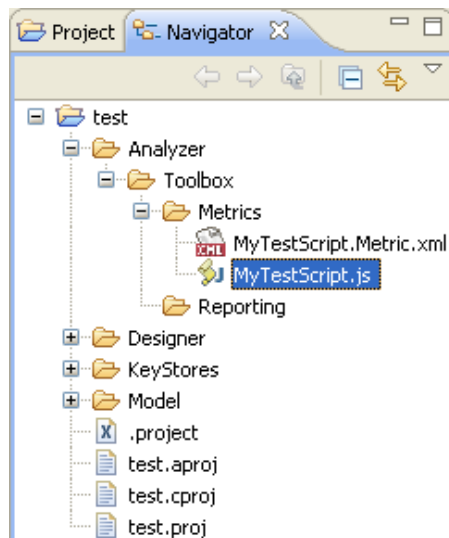 Project Navigator
test
Analyzer
Toolbox
Metrics
XML MyTestScript.Metric.xml
MyTestScript.js
Reporting
Designer
KeyStores
Model
X .project
test.aproj
test.cproj
test.proj